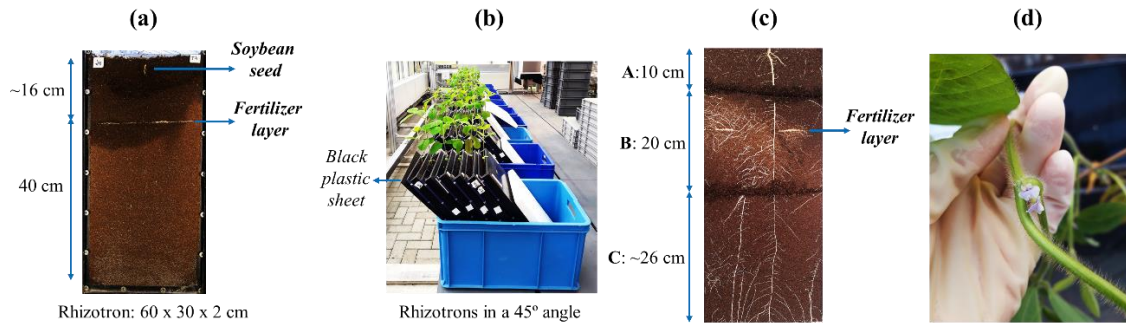 (a)
Soybean
seed
~16 cm
Fertilizer
layer
40 cm
Rhizotron: 60 x 30 x 2 cm
(b)
Black
plastic
sheet
Rhizotrons in a 45º angle
(c)
A:10 cm
B: 20 cm
Fertilizer
layer
C: ~26 cm
(d)